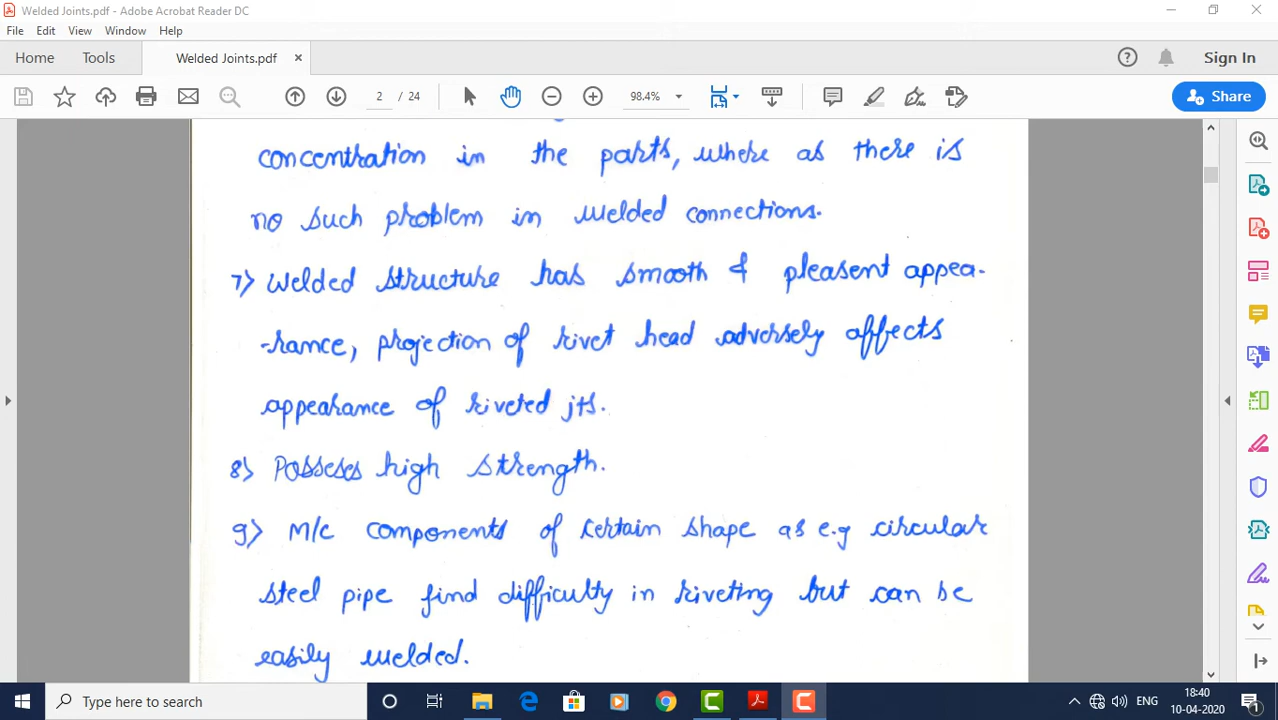 Welded Joints.pdf - Adobe Acrobat Reader DC
File Edit View Window Help
Home Tools Welded Joints.pdf × Sign In
2 / 24 98.4% Share
concentration in the parts, where as there is
no such problem in welded connections.
7) Welded structure has smooth & pleasent appea-
-rance, projection of rivet head adversely affects
appearance of riveted jts.
8) Posseses high strength.
9) M/c components of certain shape as e.g circular
steel pipe find difficulty in riveting but can be
easily welded.
Type here to search
ENG
18:40
10-04-2020
1